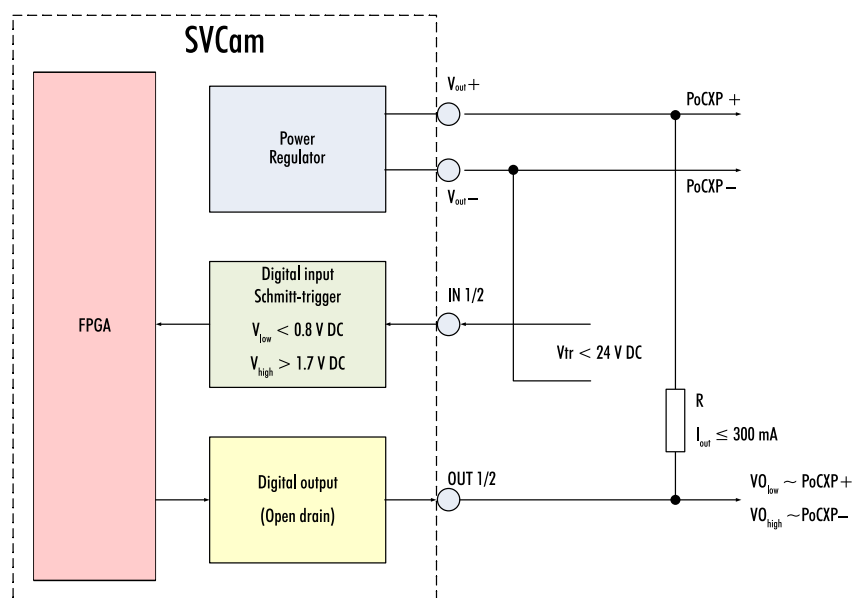 SVCam
FPGA
Power
Regulator
Vout+
Vout–
PoCXP +
PoCXP –
Digital input
Schmitt-trigger
Vlow < 0.8 V DC
Vhigh > 1.7 V DC
IN 1/2
Vtr < 24 V DC
R
Iout ≤ 300 mA
Digital output
(Open drain)
OUT 1/2
VOlow ~ PoCXP+
VOhigh ~PoCXP–